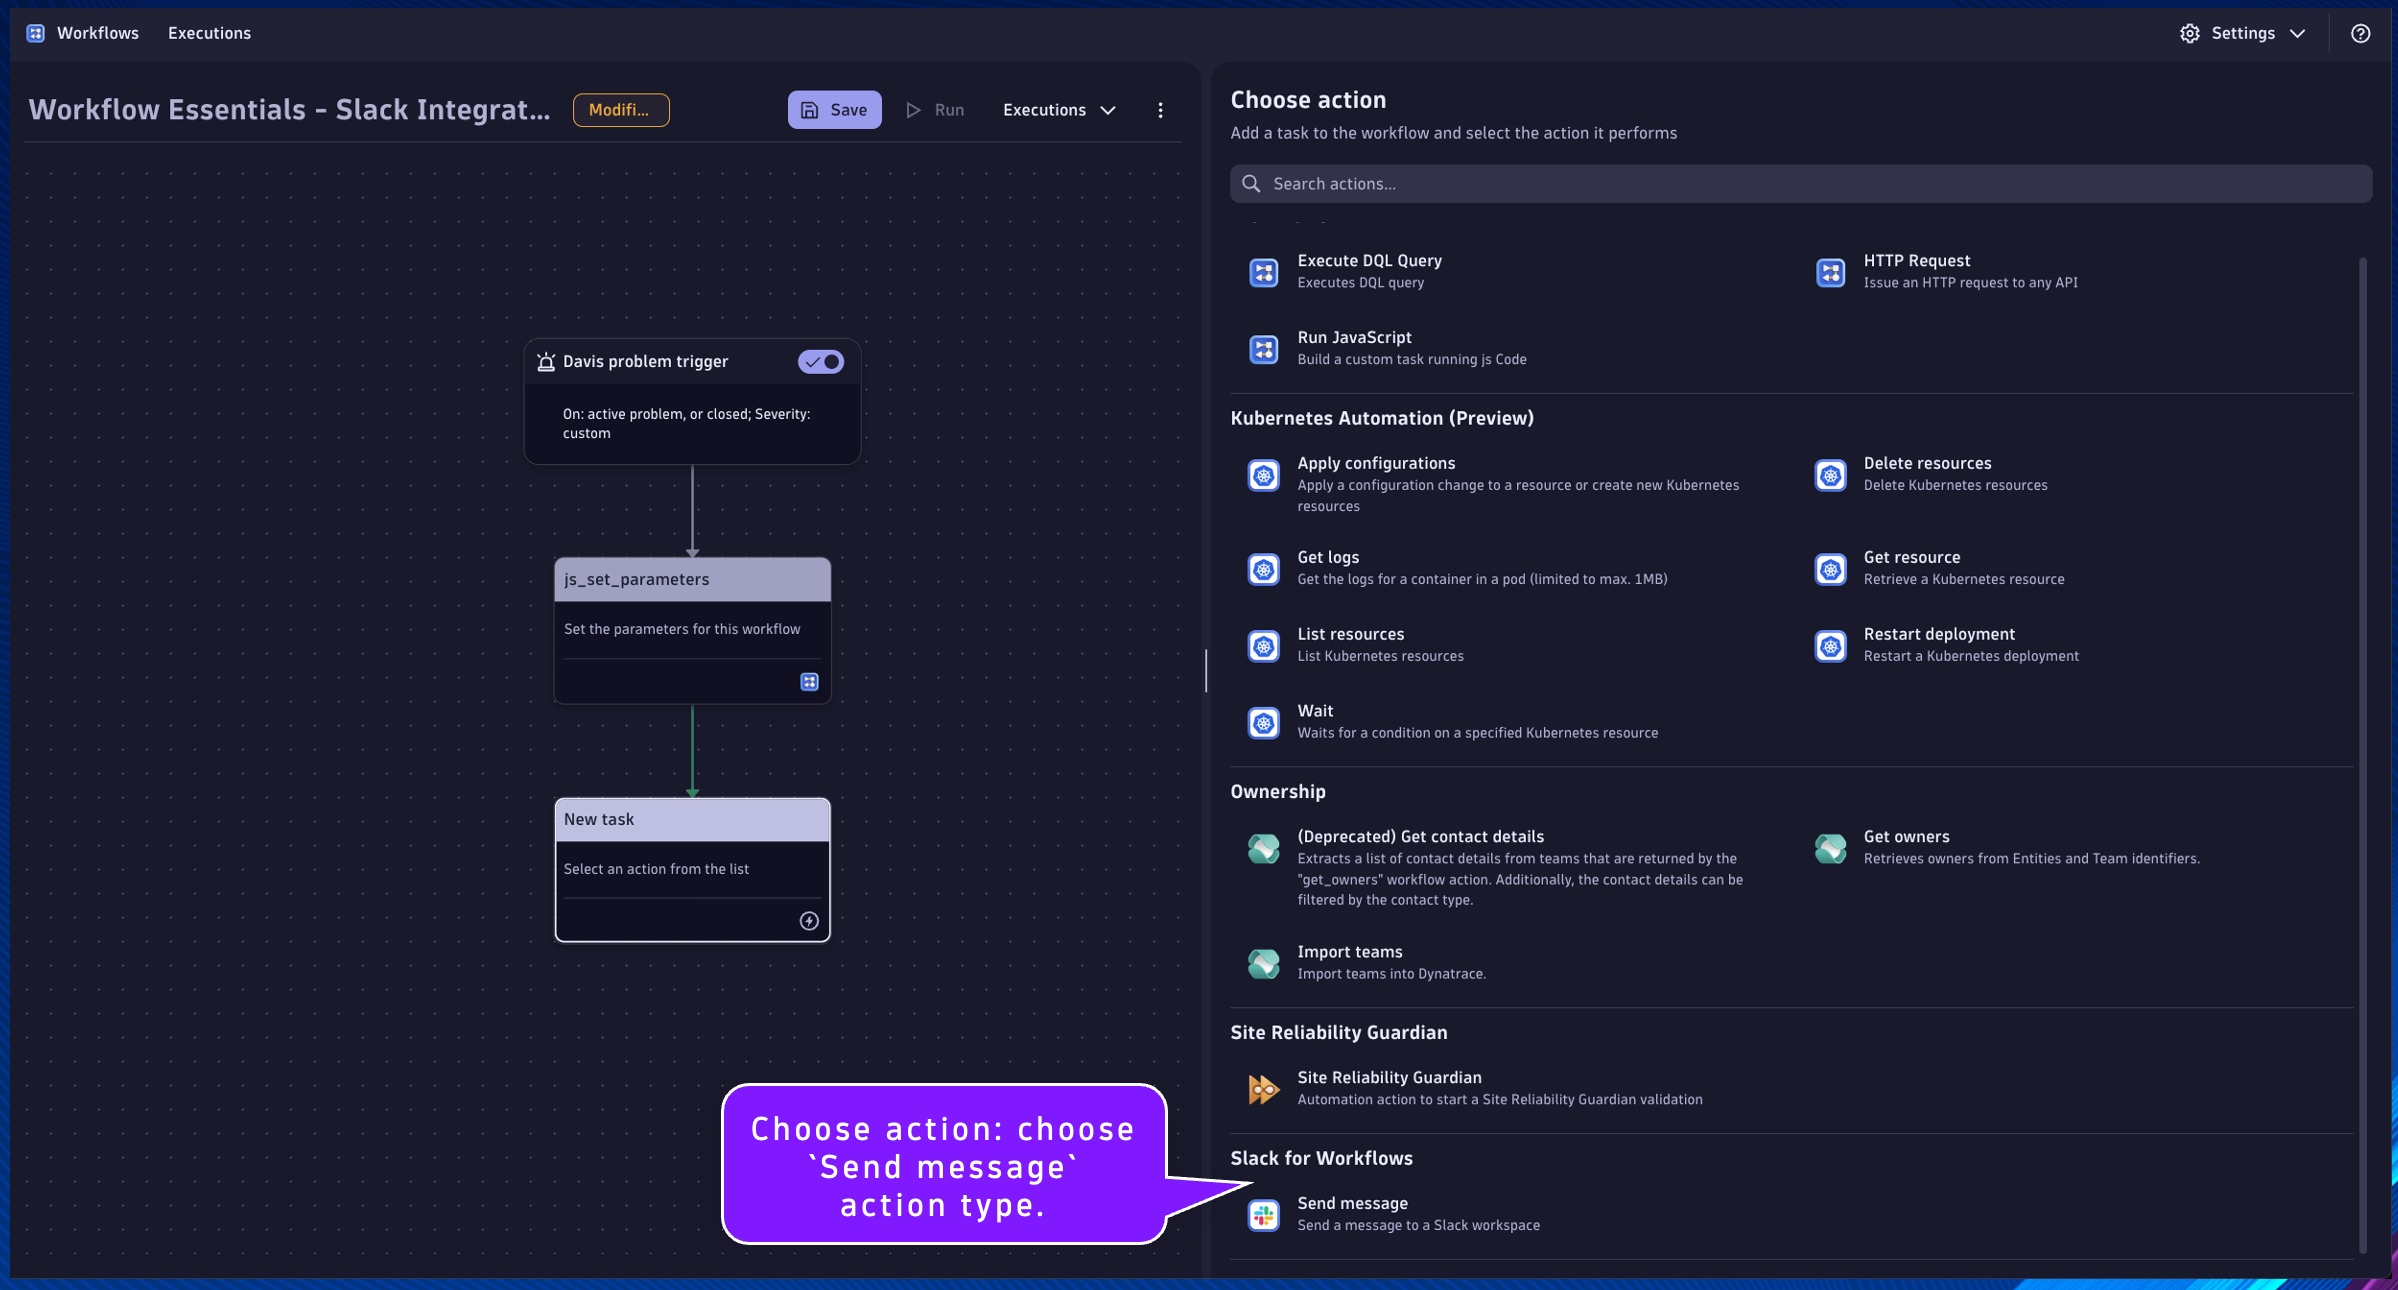 Workflows
Executions
Settings
Workflow Essentials - Slack Integrat...
Modifi...
Save
Run
Executions
Davis problem trigger
On: active problem, or closed; Severity:
custom
js_set_parameters
Set the parameters for this workflow
New task
Select an action from the list
Choose action: choose
`Send message`
action type.
Choose action
Add a task to the workflow and select the action it performs
Search actions...
Execute DQL Query
Executes DQL query
HTTP Request
Issue an HTTP request to any API
Run JavaScript
Build a custom task running js Code
Kubernetes Automation (Preview)
Apply configurations
Apply a configuration change to a resource or create new Kubernetes
resources
Delete resources
Delete Kubernetes resources
Get logs
Get the logs for a container in a pod (limited to max. 1MB)
Get resource
Retrieve a Kubernetes resource
List resources
List Kubernetes resources
Restart deployment
Restart a Kubernetes deployment
Wait
Waits for a condition on a specified Kubernetes resource
Ownership
(Deprecated) Get contact details
Extracts a list of contact details from teams that are returned by the
"get_owners" workflow action. Additionally, the contact details can be
filtered by the contact type.
Get owners
Retrieves owners from Entities and Team identifiers.
Import teams
Import teams into Dynatrace.
Site Reliability Guardian
Site Reliability Guardian
Automation action to start a Site Reliability Guardian validation
Slack for Workflows
Send message
Send a message to a Slack workspace